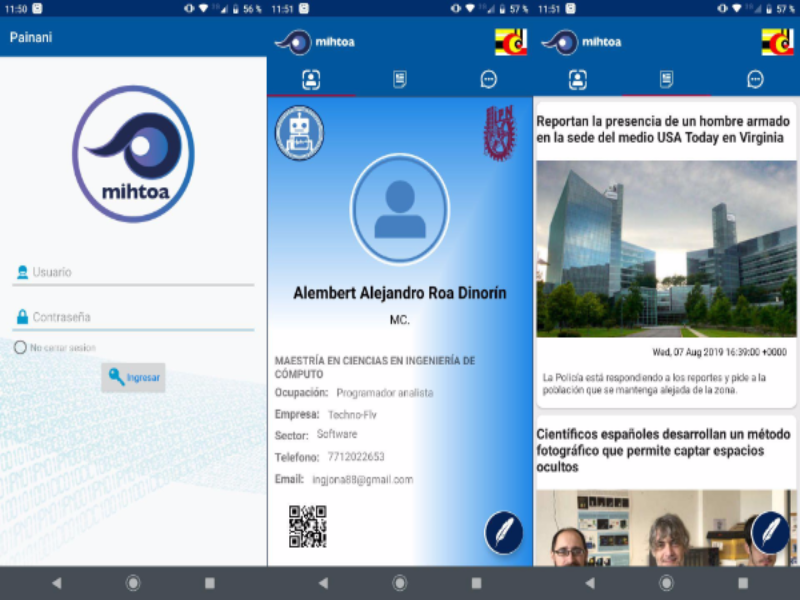 11:50
56 %
Painani
mihtoa
Usuario
Contraseña
No cerrar sesion
Ingresar
11:51
57 %
mihtoa
IPN
Alembert Alejandro Roa Dinorín
MC.
MAESTRÍA EN CIENCIAS EN INGENIERÍA DE
CÓMPUTO
Ocupación: Programador analista
Empresa: Techno-Fly
Sector: Software
Telefono: 7712022653
Email: ingjona88@gmail.com
11:51
57 %
mihtoa
Reportan la presencia de un hombre armado
en la sede del medio USA Today en Virginia
Wed, 07 Aug 2019 16:39:00 +0000
La Policía está respondiendo a los reportes y pide a la
población que se mantenga alejada de la zona.
Científicos españoles desarrollan un método
fotográfico que permite captar espacios
ocultos